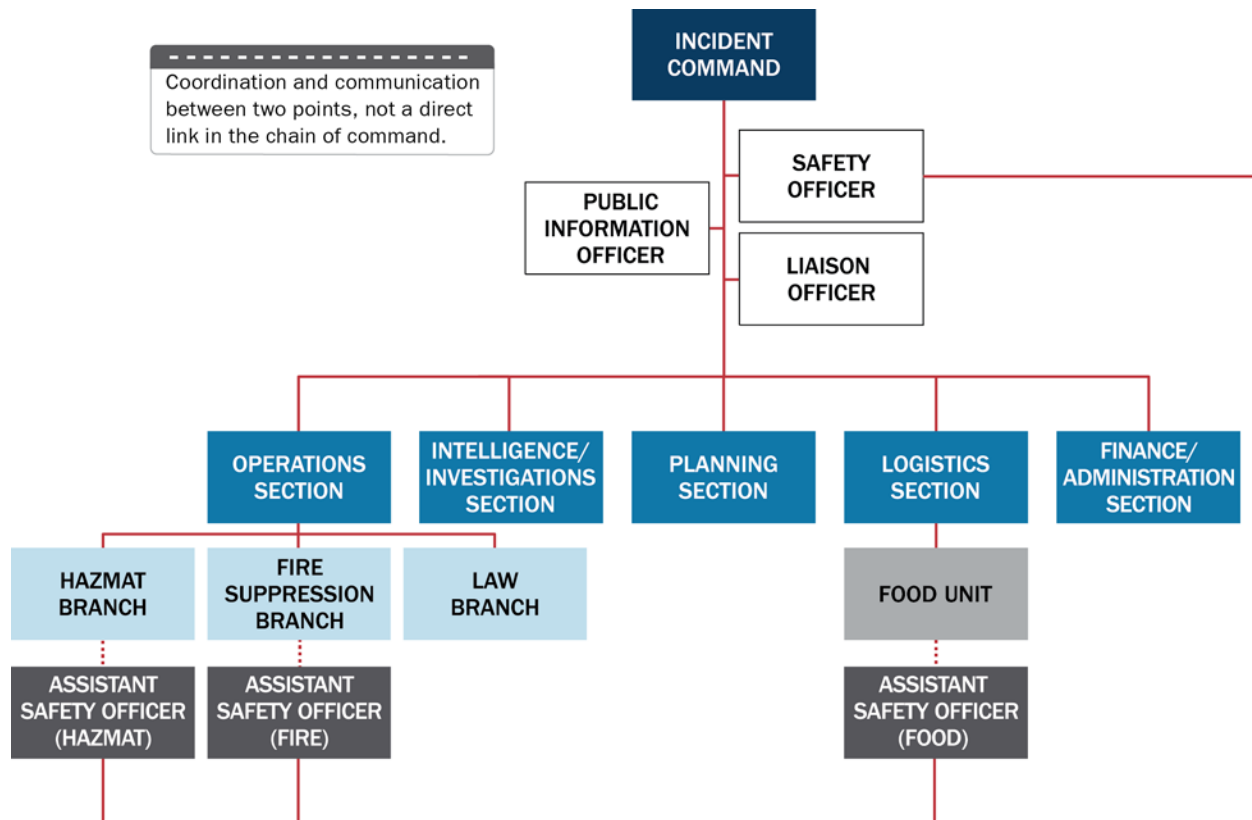 INCIDENT
COMMAND
Coordination and communication
between two points, not a direct
link in the chain of command.
SAFETY
OFFICER
PUBLIC
INFORMATION
OFFICER
LIAISON
OFFICER
OPERATIONS
SECTION
INTELLIGENCE/
INVESTIGATIONS
SECTION
PLANNING
SECTION
LOGISTICS
SECTION
FINANCE/
ADMINISTRATION
SECTION
HAZMAT
BRANCH
FIRE
SUPPRESSION
BRANCH
LAW
BRANCH
FOOD UNIT
ASSISTANT
SAFETY OFFICER
(HAZMAT)
ASSISTANT
SAFETY OFFICER
(FIRE)
ASSISTANT
SAFETY OFFICER
(FOOD)